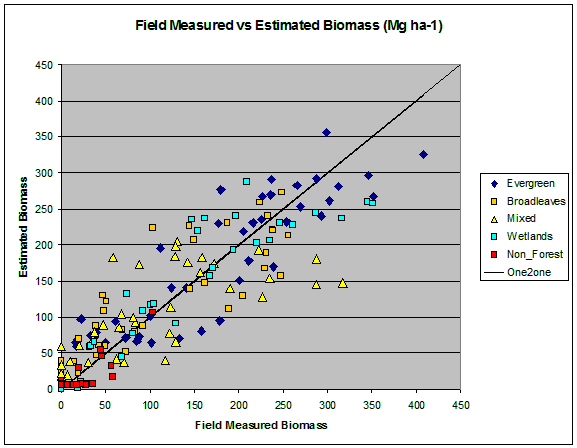 Field Measured vs Estimated Biomass (Mg ha-1)
450
400
350
300
250
200
150
100
50
0
Estimated Biomass
0 50 100 150 200 250 300 350 400 450
Field Measured Biomass
Evergreen
Broadleaves
Mixed
Wetlands
Non_Forest
One2one